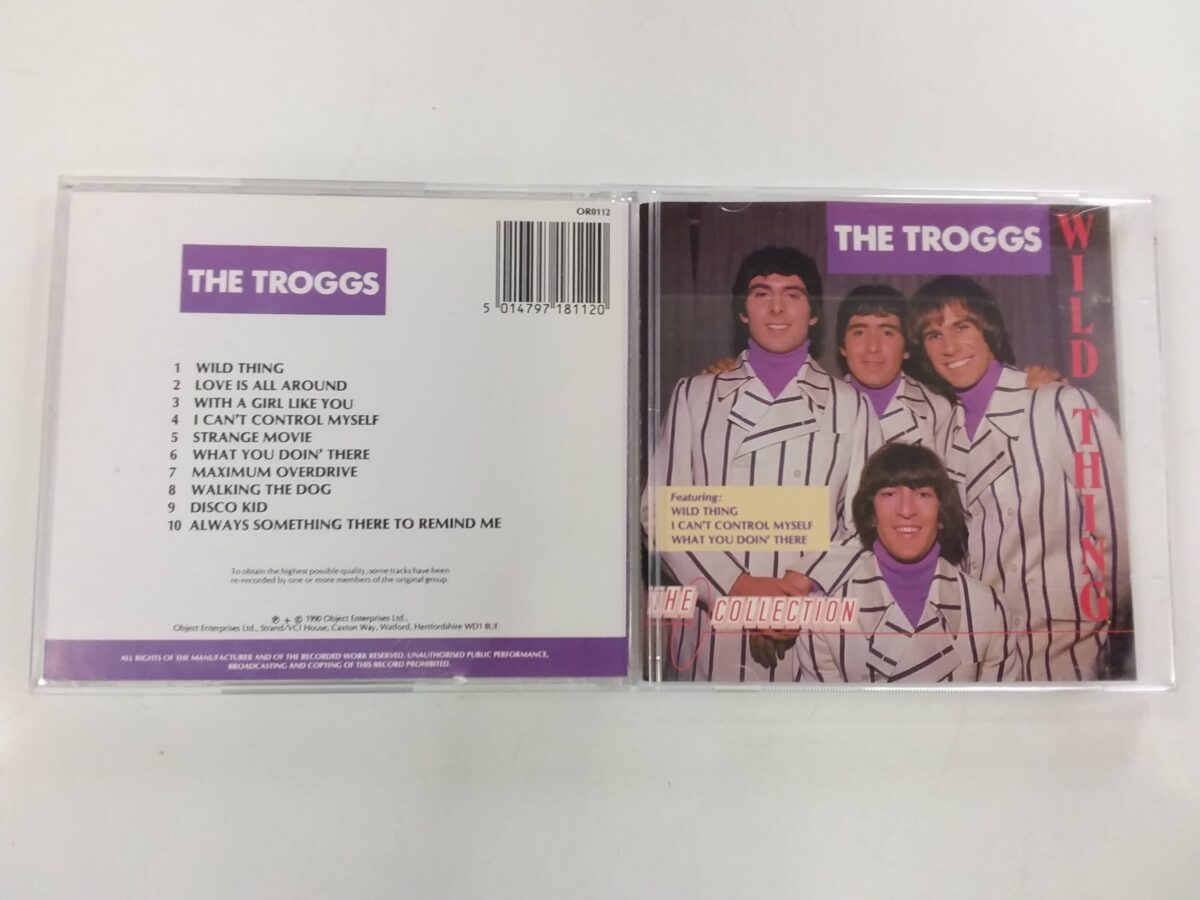 OR0112
THE TROGGS
5 014797 181120
1 WILD THING
2 LOVE IS ALL AROUND
3 WITH A GIRL LIKE YOU
4 I CAN'T CONTROL MYSELF
5 STRANGE MOVIE
6 WHAT YOU DOIN' THERE
7 MAXIMUM OVERDRIVE
8 WALKING THE DOG
9 DISCO KID
10 ALWAYS SOMETHING THERE TO REMIND ME
To obtain the highest possible quality, some tracks have been
re-recorded by one or more members of the original group.
℗ + © 1990 Object Enterprises Ltd.,
Object Enterprises Ltd., Strand/VCI House, Caxton Way, Watford, Hertfordshire WD1 8UF
ALL RIGHTS OF THE MANUFACTURER AND OF THE RECORDED WORK RESERVED. UNAUTHORISED PUBLIC PERFORMANCE,
BROADCASTING AND COPYING OF THIS RECORD PROHIBITED.
THE TROGGS
WILD THING
Featuring:
WILD THING
I CAN'T CONTROL MYSELF
WHAT YOU DOIN' THERE
THE COLLECTION